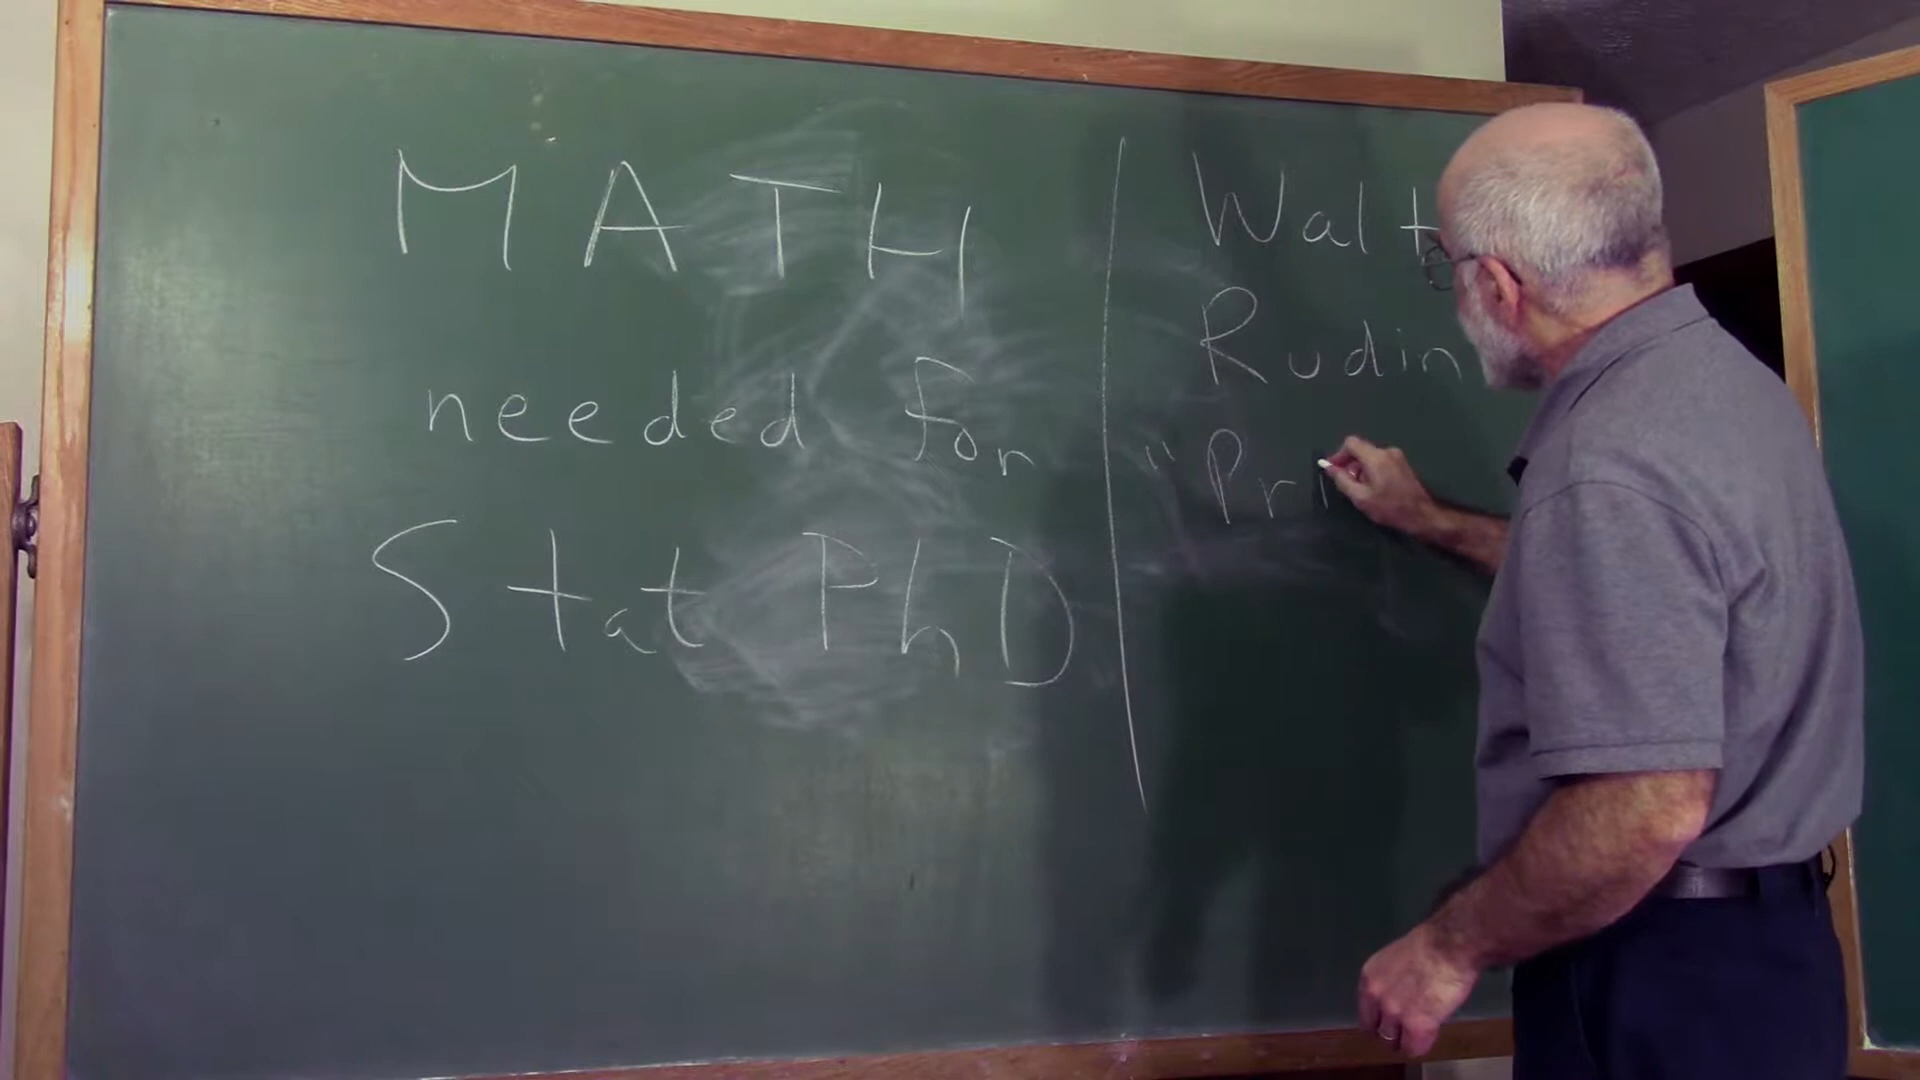 MATH
needed for
Stat PhD
Walt
Rudin
"Pri